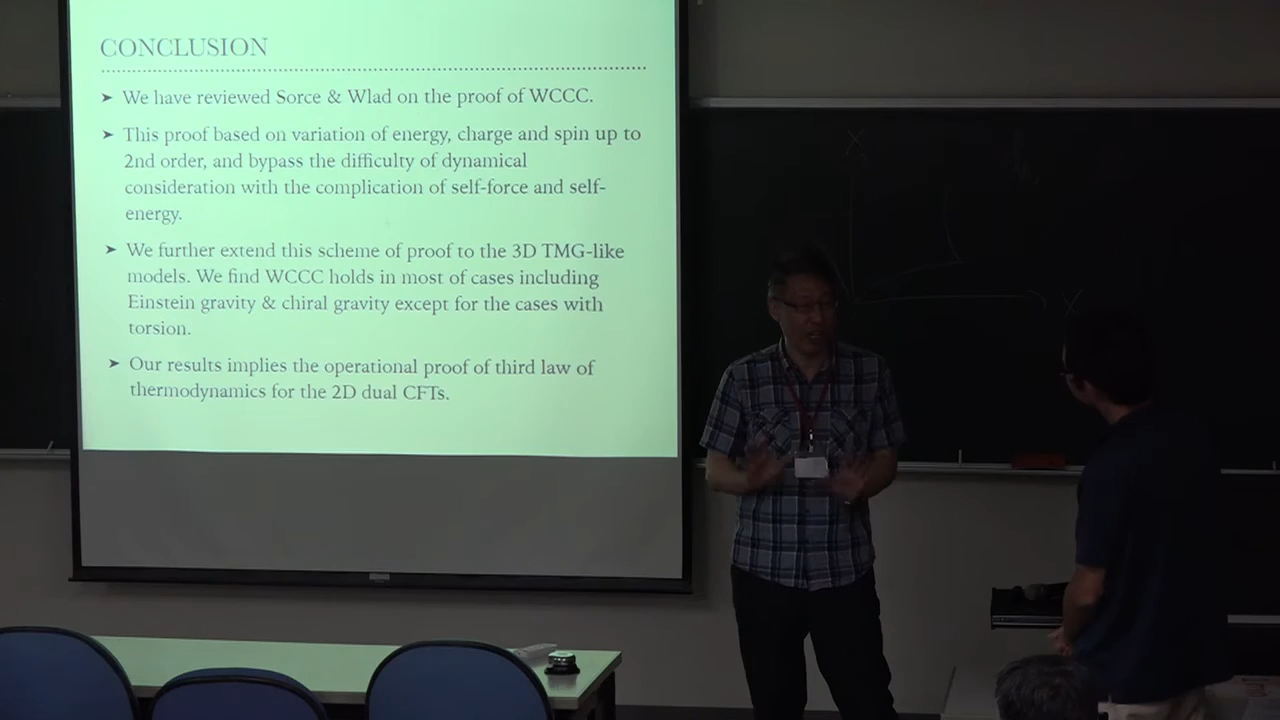 CONCLUSION
➤ We have reviewed Sorce & Wlad on the proof of WCCC.
➤ This proof based on variation of energy, charge and spin up to
2nd order, and bypass the difficulty of dynamical
consideration with the complication of self-force and self-
energy.
➤ We further extend this scheme of proof to the 3D TMG-like
models. We find WCCC holds in most of cases including
Einstein gravity & chiral gravity except for the cases with
torsion.
➤ Our results implies the operational proof of third law of
thermodynamics for the 2D dual CFTs.
X